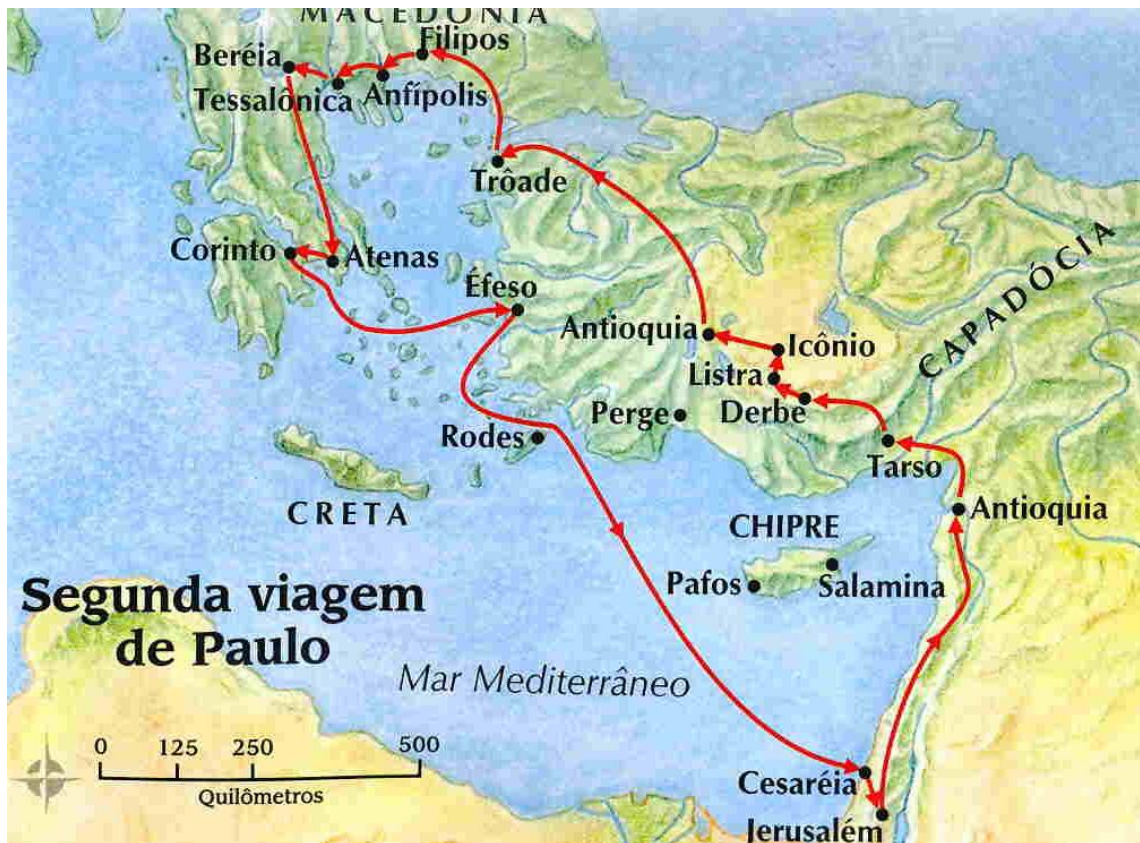 MACEDÔNIA
Filipos
Beréia
Tessalônica
Anfípolis
Trôade
Corinto
Atenas
Éfeso
Antioquia
Icônio
CAPADÓCIA
Listra
Derbe
Perge
Rodes
Tarso
CRETA
Antioquia
CHIPRE
Pafos
Salamina
Segunda viagem
de Paulo
Mar Mediterrâneo
0 125 250 500
Quilômetros
Cesaréia
Jerusalém